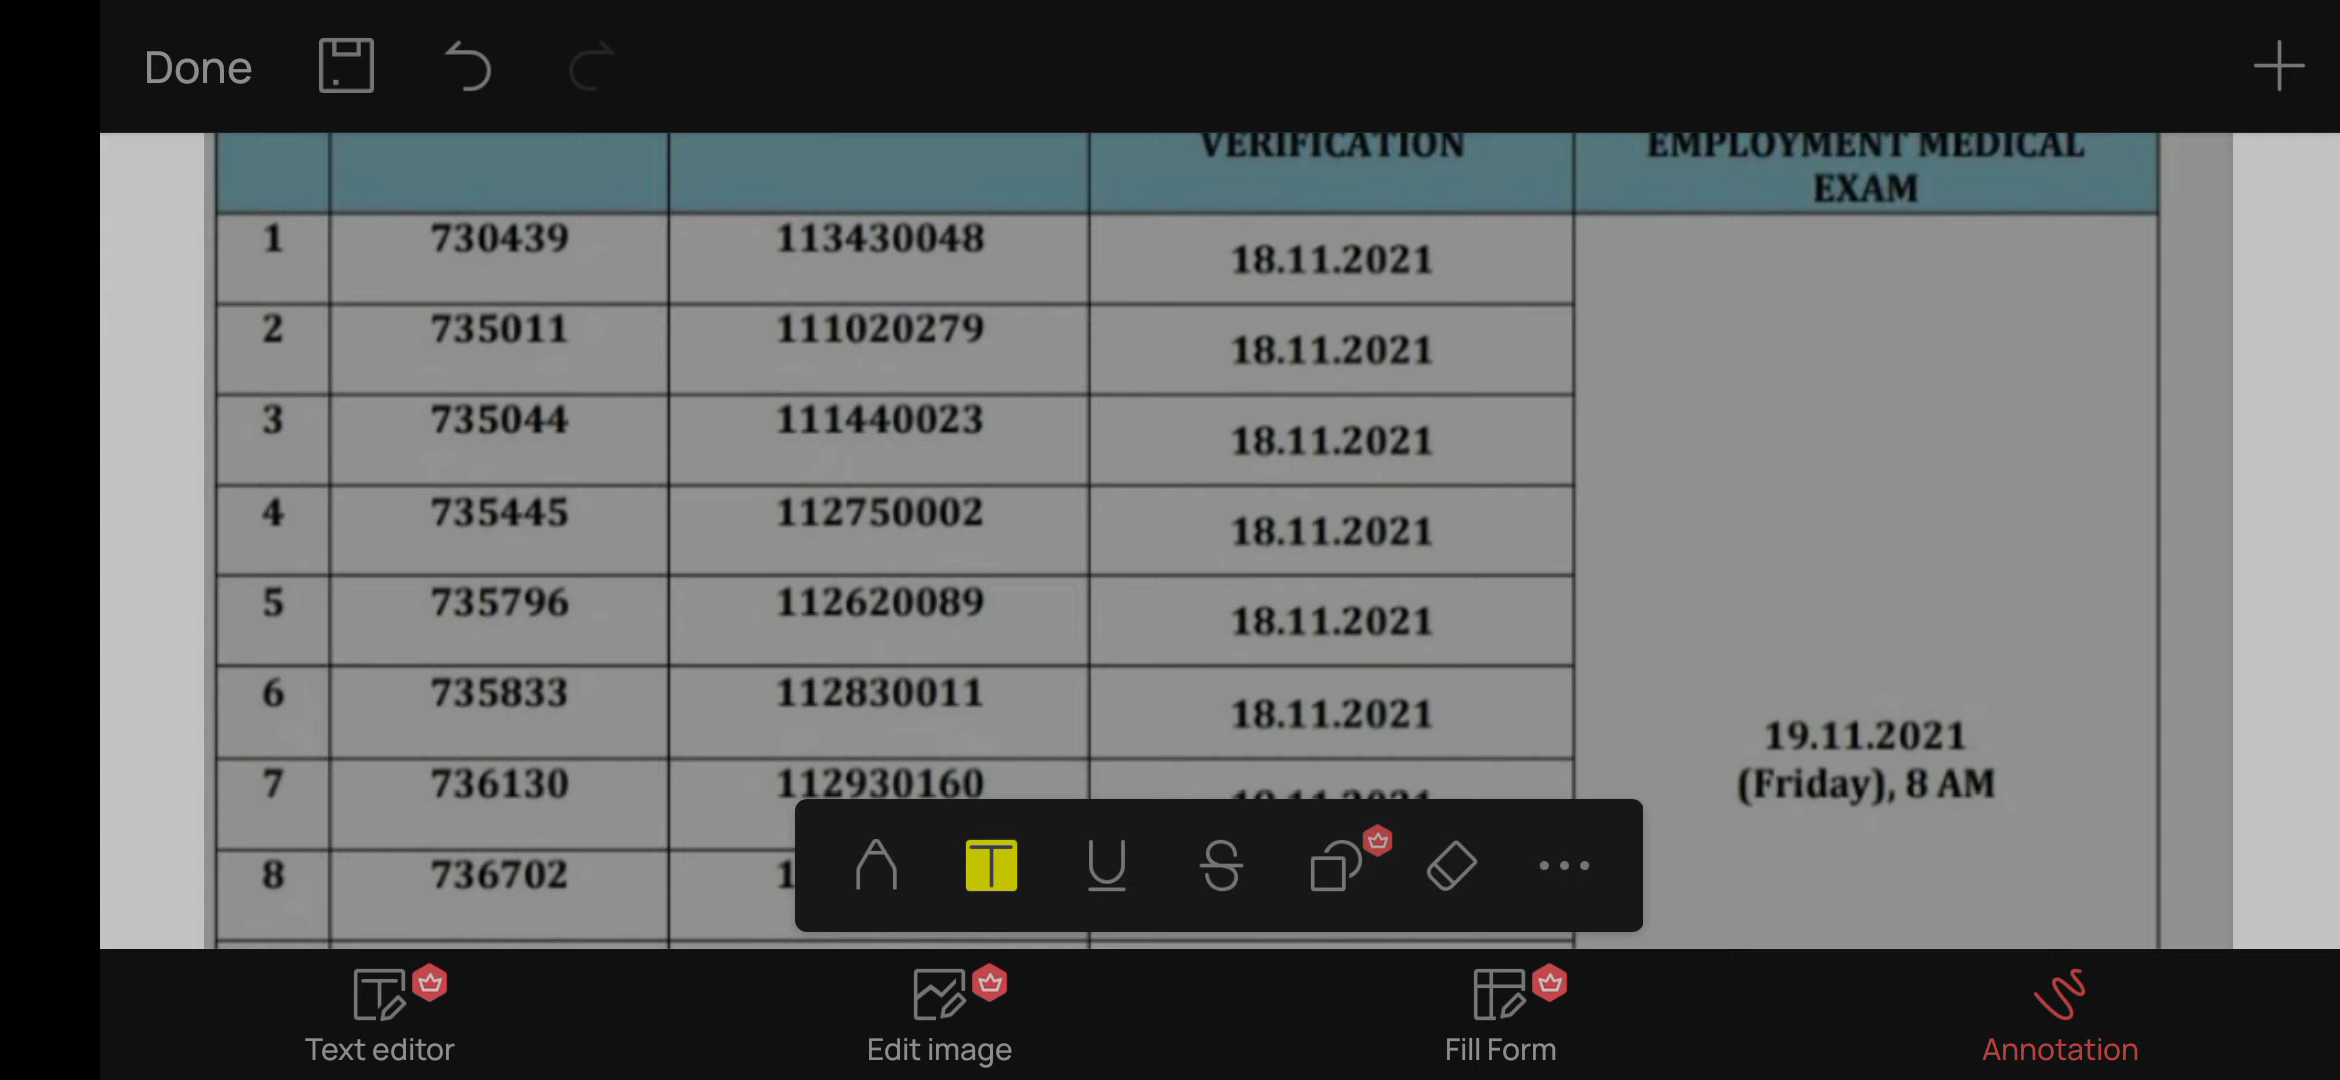 Done
VERIFICATION EMPLOYMENT MEDICAL
EXAM
1 730439 113430048 18.11.2021
2 735011 111020279 18.11.2021
3 735044 111440023 18.11.2021
4 735445 112750002 18.11.2021
5 735796 112620089 18.11.2021
6 735833 112830011 18.11.2021
19.11.2021
(Friday), 8 AM
7 736130 112930160
8 736702
Text editor Edit image Fill Form Annotation